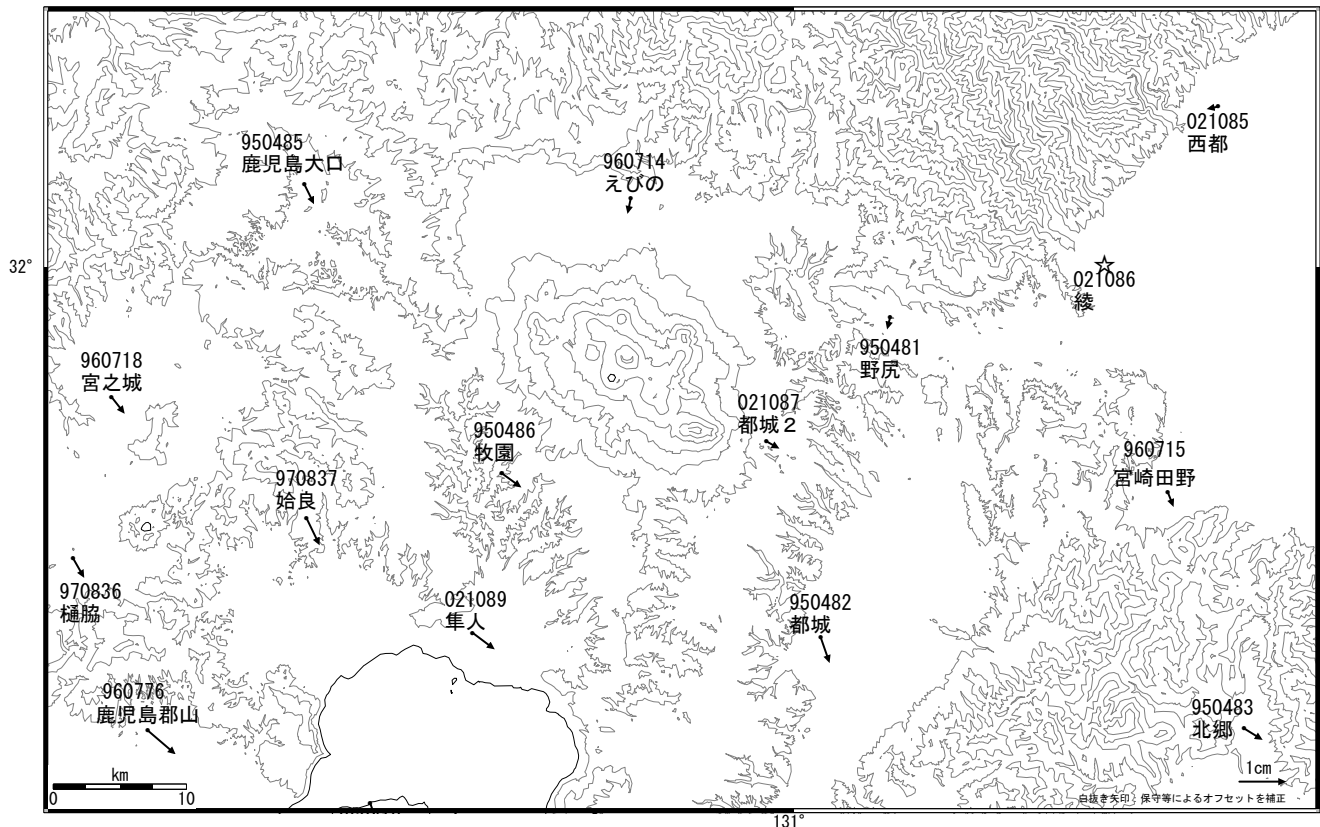 021085
西都
950485
鹿児島大口
960714
えびの
32°
021086
綾
950481
野尻
960718
宮之城
021087
都城２
950486
牧園
960715
宮崎田野
970837
姶良
970836
樋脇
021089
隼人
950482
都城
960776
鹿児島郡山
950483
北郷
km
0 10
1cm
白抜き矢印：保守等によるオフセットを補正
131°